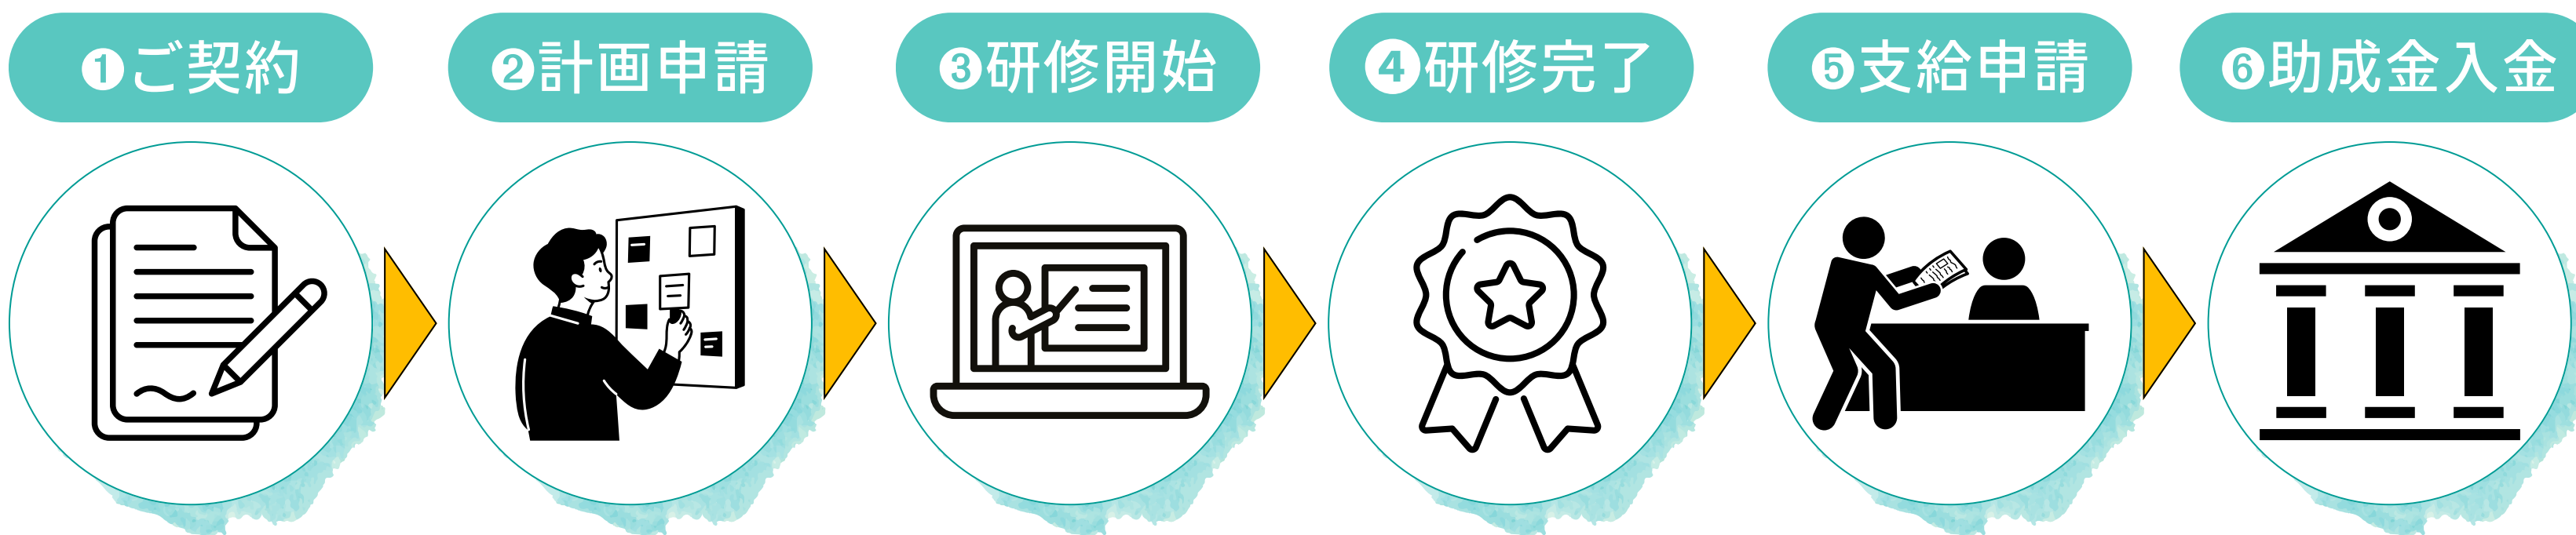 ❶ご契約
❷計画申請
❸研修開始
❹研修完了
❺支給申請
❻助成金入金